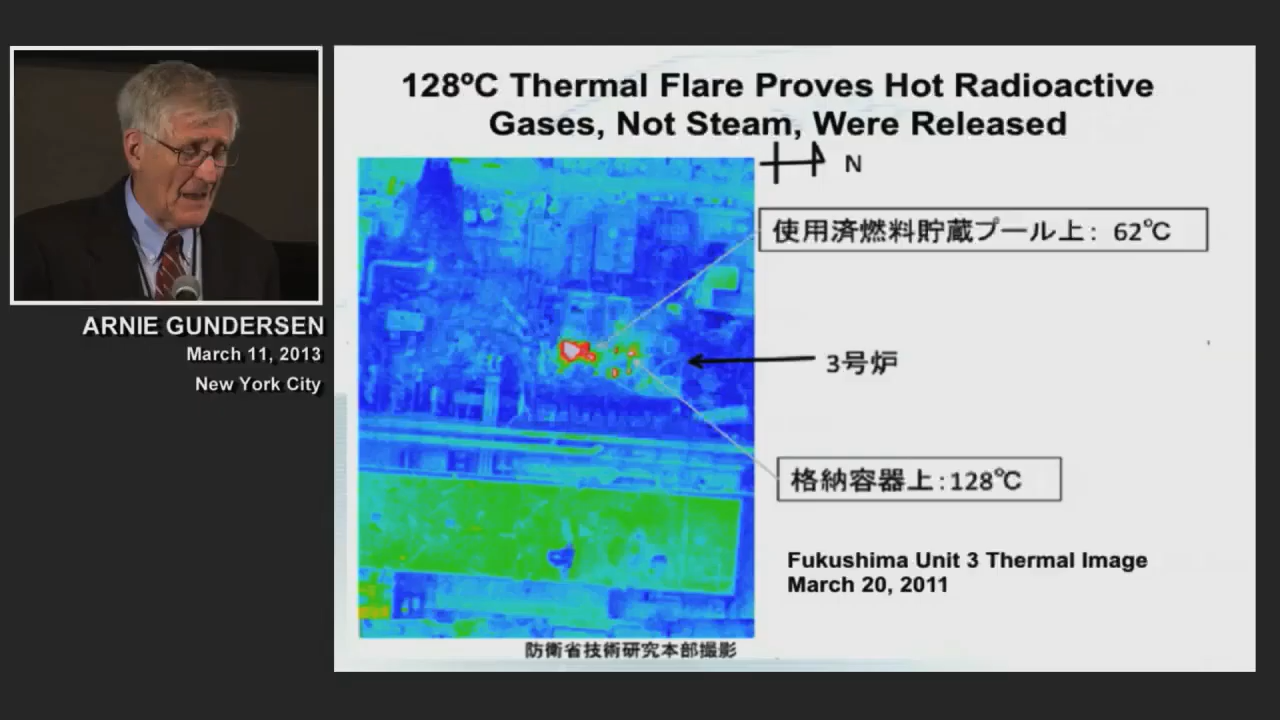 128ºC Thermal Flare Proves Hot Radioactive
Gases, Not Steam, Were Released
N
使用済燃料貯蔵プール上: 62℃
3号炉
格納容器上:128℃
Fukushima Unit 3 Thermal Image
March 20, 2011
防衛省技術研究本部撮影
ARNIE GUNDERSEN
March 11, 2013
New York City